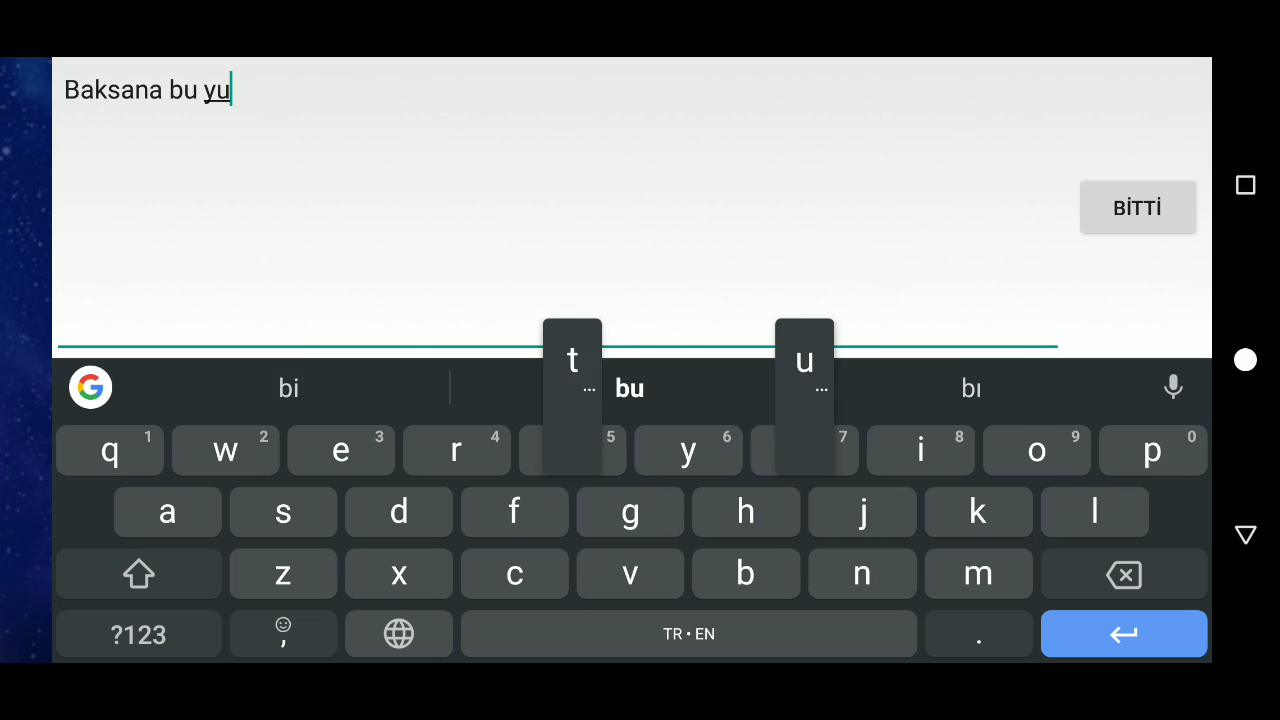 Baksana bu yu
BİTTİ
t u
bi bu bı
q 1 w 2 e 3 r 4 5 y 6 7 i 8 o 9 p 0
a s d f g h j k l
z x c v b n m
?123 , TR • EN .